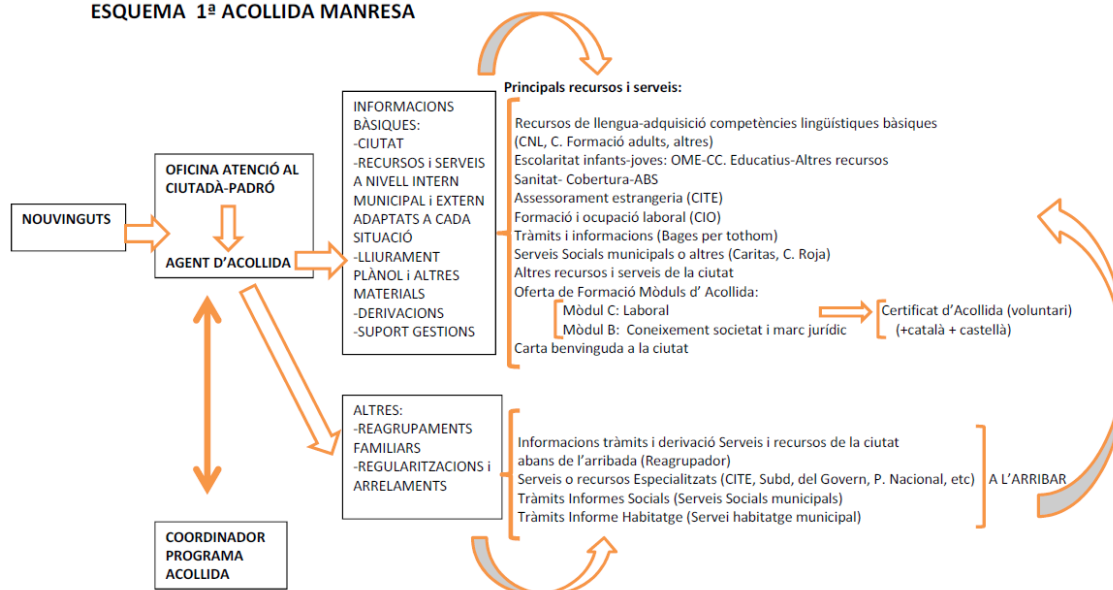 ESQUEMA 1ª ACOLLIDA MANRESA
NOUVINGUTS
OFICINA ATENCIÓ AL
CIUTADÀ-PADRÓ
AGENT D’ACOLLIDA
COORDINADOR
PROGRAMA
ACOLLIDA
INFORMACIONS
BÀSIQUES:
-CIUTAT
-RECURSOS i SERVEIS
A NIVELL INTERN
MUNICIPAL i EXTERN
ADAPTATS A CADA
SITUACIÓ
-LLIURAMENT
PLÀNOL i ALTRES
MATERIALS
-DERIVACIONS
-SUPORT GESTIONS
Principals recursos i serveis:
Recursos de llengua-adquisició competències lingüístiques bàsiques
(CNL, C. Formació adults, altres)
Escolaritat infants-joves: OME-CC. Educatius-Altres recursos
Sanitat- Cobertura-ABS
Assessorament estrangeria (CITE)
Formació i ocupació laboral (CIO)
Tràmits i informacions (Bages per tothom)
Serveis Socials municipals o altres (Caritas, C. Roja)
Altres recursos i serveis de la ciutat
Oferta de Formació Mòduls d’ Acollida:
Mòdul C: Laboral
Mòdul B: Coneixement societat i marc jurídic
Certificat d’Acollida (voluntari)
(+català + castellà)
Carta benvinguda a la ciutat
ALTRES:
-REAGRUPAMENTS
FAMILIARS
-REGULARITZACIONS i
ARRELAMENTS
Informacions tràmits i derivació Serveis i recursos de la ciutat
abans de l’arribada (Reagrupador)
Serveis o recursos Especialitzats (CITE, Subd, del Govern, P. Nacional, etc)
Tràmits Informes Socials (Serveis Socials municipals)
Tràmits Informe Habitatge (Servei habitatge municipal)
A L’ARRIBAR